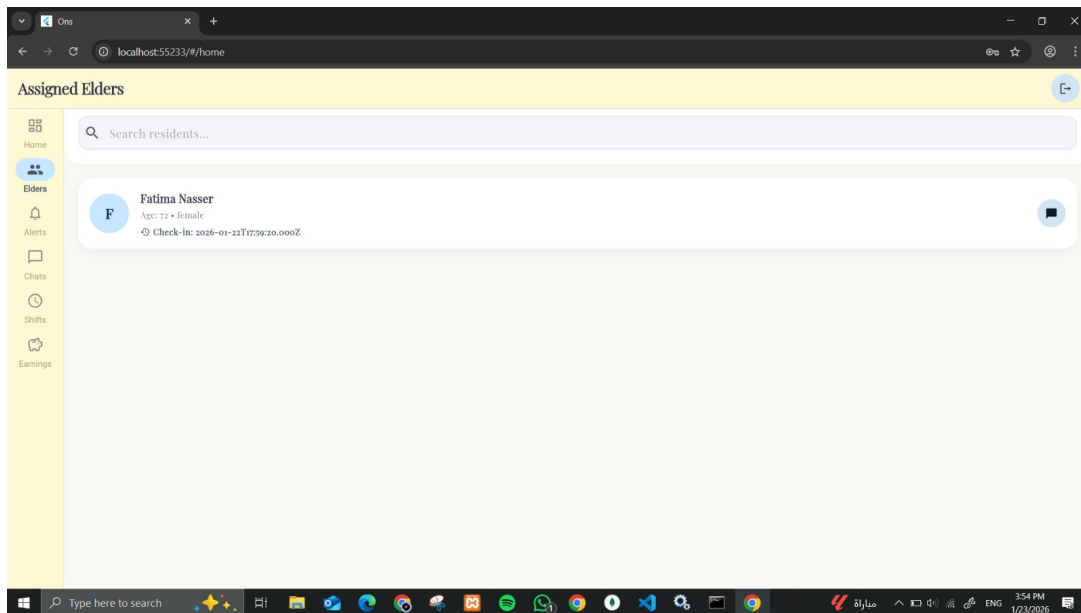 Ons
localhost:55233/#/home
Assigned Elders
Home
Search residents...
Elders
Fatima Nasser
F
Age: 72 • female
Check-in: 2026-01-22T17:59:20.000Z
Alerts
Chats
Shifts
Earnings
Type here to search
مباراة
ENG
3:54 PM
1/23/2026